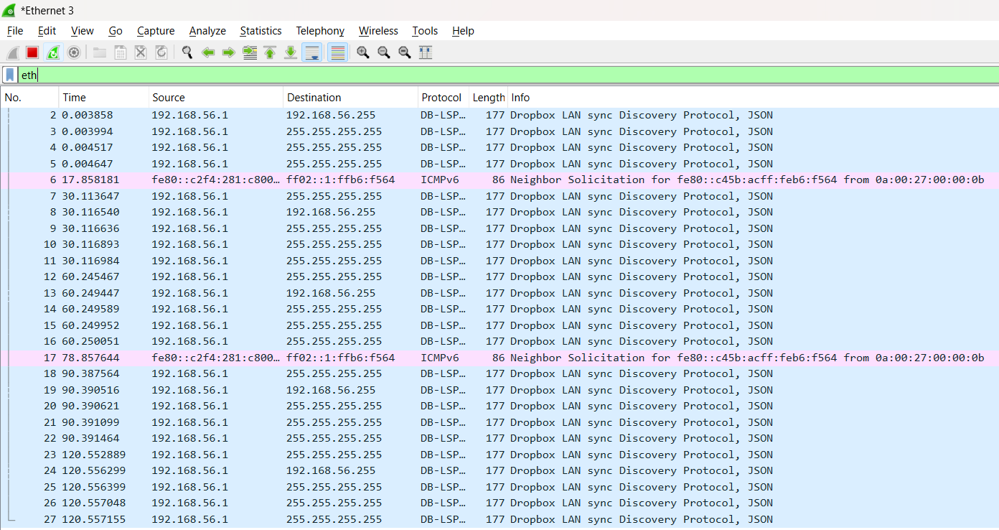 *Ethernet 3
File Edit View Go Capture Analyze Statistics Telephony Wireless Tools Help
eth
No. Time Source Destination Protocol Length Info
2 0.003858 192.168.56.1 192.168.56.255 DB-LSP… 177 Dropbox LAN sync Discovery Protocol, JSON
3 0.003994 192.168.56.1 255.255.255.255 DB-LSP… 177 Dropbox LAN sync Discovery Protocol, JSON
4 0.004517 192.168.56.1 255.255.255.255 DB-LSP… 177 Dropbox LAN sync Discovery Protocol, JSON
5 0.004647 192.168.56.1 255.255.255.255 DB-LSP… 177 Dropbox LAN sync Discovery Protocol, JSON
6 17.858181 fe80::c2f4:281:c800… ff02::1:ffb6:f564 ICMPv6 86 Neighbor Solicitation for fe80::c45b:acff:feb6:f564 from 0a:00:27:00:00:0b
7 30.113647 192.168.56.1 255.255.255.255 DB-LSP… 177 Dropbox LAN sync Discovery Protocol, JSON
8 30.116540 192.168.56.1 192.168.56.255 DB-LSP… 177 Dropbox LAN sync Discovery Protocol, JSON
9 30.116636 192.168.56.1 255.255.255.255 DB-LSP… 177 Dropbox LAN sync Discovery Protocol, JSON
10 30.116893 192.168.56.1 255.255.255.255 DB-LSP… 177 Dropbox LAN sync Discovery Protocol, JSON
11 30.116984 192.168.56.1 255.255.255.255 DB-LSP… 177 Dropbox LAN sync Discovery Protocol, JSON
12 60.245467 192.168.56.1 255.255.255.255 DB-LSP… 177 Dropbox LAN sync Discovery Protocol, JSON
13 60.249447 192.168.56.1 192.168.56.255 DB-LSP… 177 Dropbox LAN sync Discovery Protocol, JSON
14 60.249589 192.168.56.1 255.255.255.255 DB-LSP… 177 Dropbox LAN sync Discovery Protocol, JSON
15 60.249952 192.168.56.1 255.255.255.255 DB-LSP… 177 Dropbox LAN sync Discovery Protocol, JSON
16 60.250051 192.168.56.1 255.255.255.255 DB-LSP… 177 Dropbox LAN sync Discovery Protocol, JSON
17 78.857644 fe80::c2f4:281:c800… ff02::1:ffb6:f564 ICMPv6 86 Neighbor Solicitation for fe80::c45b:acff:feb6:f564 from 0a:00:27:00:00:0b
18 90.387564 192.168.56.1 255.255.255.255 DB-LSP… 177 Dropbox LAN sync Discovery Protocol, JSON
19 90.390516 192.168.56.1 192.168.56.255 DB-LSP… 177 Dropbox LAN sync Discovery Protocol, JSON
20 90.390621 192.168.56.1 255.255.255.255 DB-LSP… 177 Dropbox LAN sync Discovery Protocol, JSON
21 90.391099 192.168.56.1 255.255.255.255 DB-LSP… 177 Dropbox LAN sync Discovery Protocol, JSON
22 90.391464 192.168.56.1 255.255.255.255 DB-LSP… 177 Dropbox LAN sync Discovery Protocol, JSON
23 120.552889 192.168.56.1 255.255.255.255 DB-LSP… 177 Dropbox LAN sync Discovery Protocol, JSON
24 120.556299 192.168.56.1 192.168.56.255 DB-LSP… 177 Dropbox LAN sync Discovery Protocol, JSON
25 120.556399 192.168.56.1 255.255.255.255 DB-LSP… 177 Dropbox LAN sync Discovery Protocol, JSON
26 120.557048 192.168.56.1 255.255.255.255 DB-LSP… 177 Dropbox LAN sync Discovery Protocol, JSON
27 120.557155 192.168.56.1 255.255.255.255 DB-LSP… 177 Dropbox LAN sync Discovery Protocol, JSON